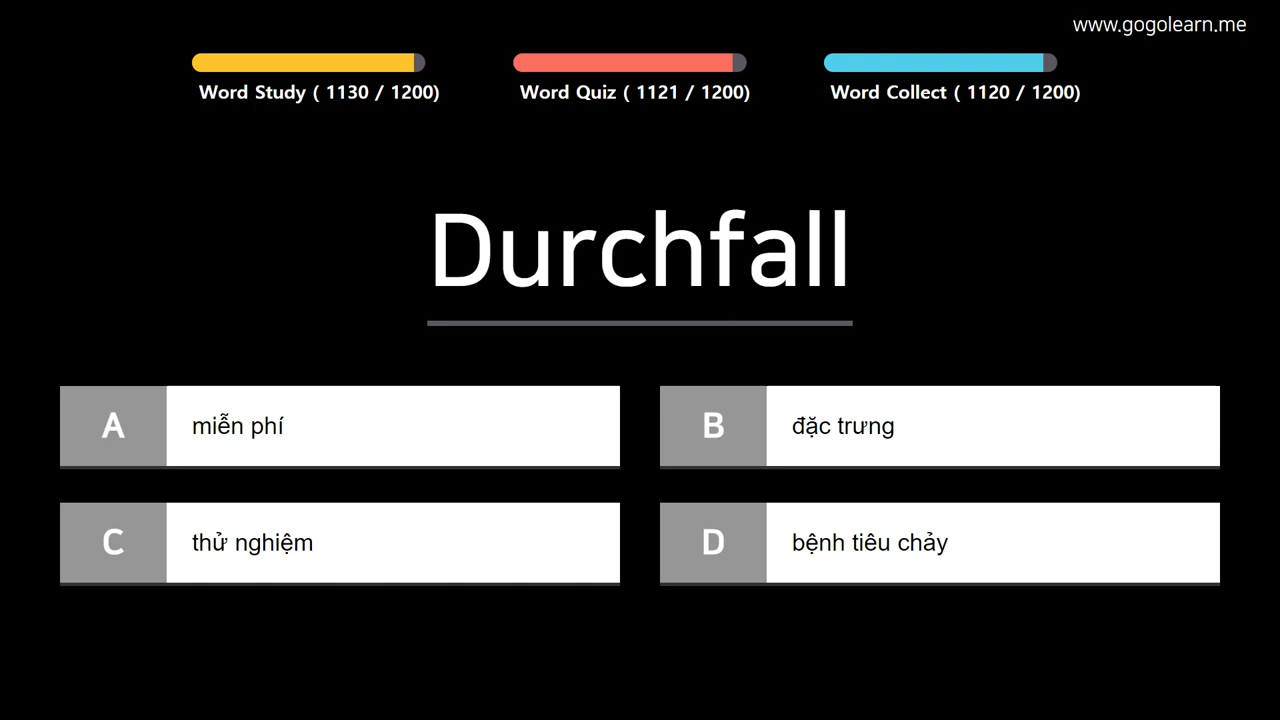 www.gogolearn.me
Word Study ( 1130 / 1200)
Word Quiz ( 1121 / 1200)
Word Collect ( 1120 / 1200)
Durchfall
A miễn phí
B đặc trưng
C thử nghiệm
D bệnh tiêu chảy